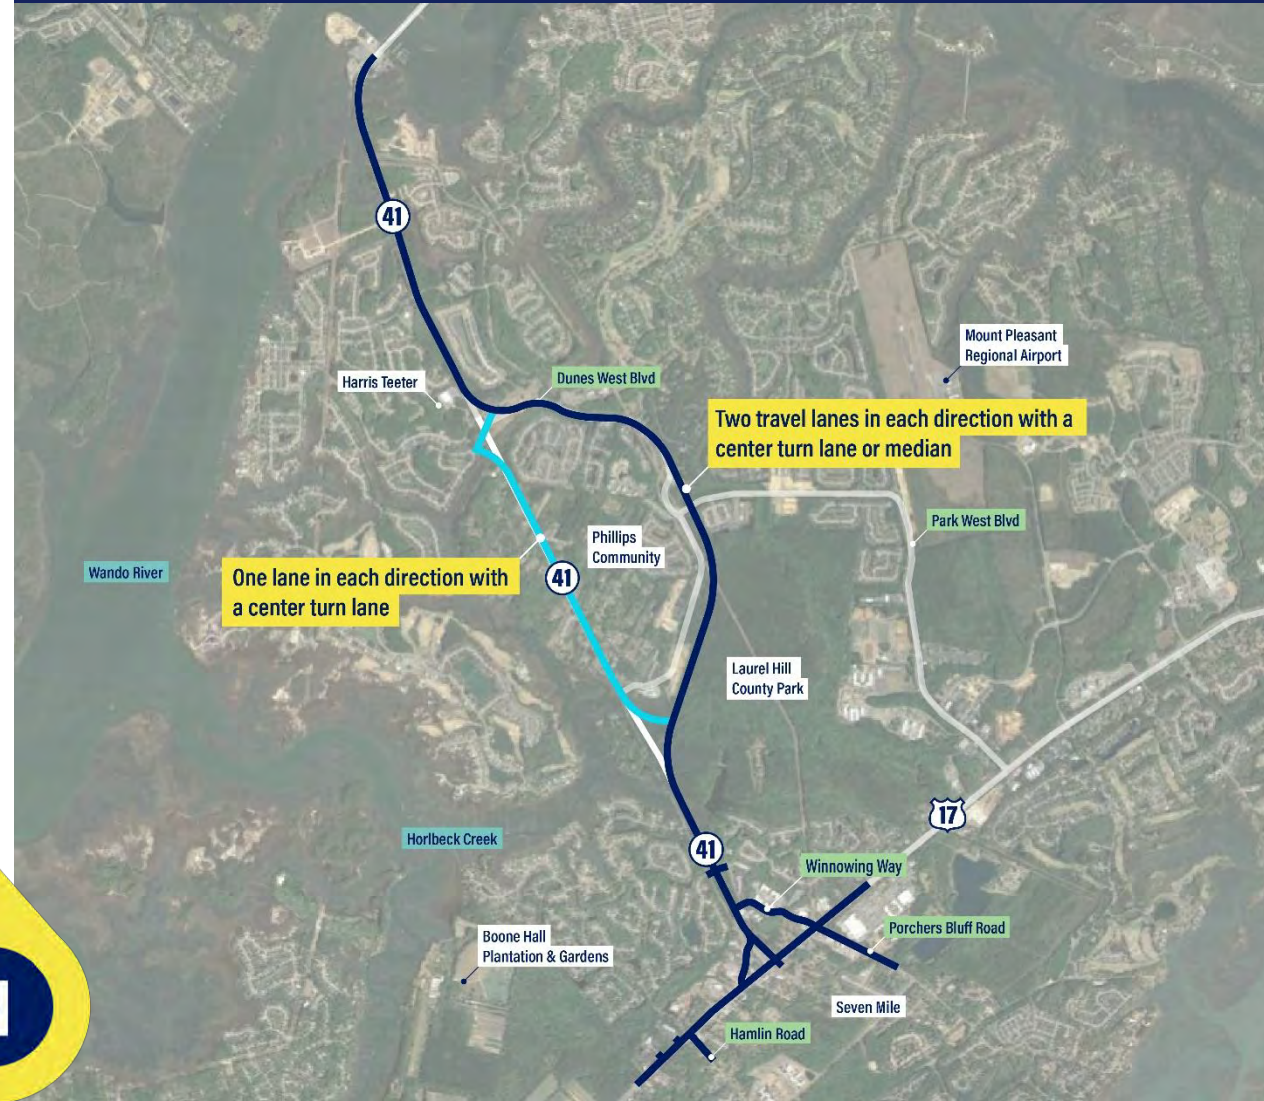 41
Mount Pleasant
Regional Airport
Harris Teeter
Dunes West Blvd
Two travel lanes in each direction with a
center turn lane or median
Park West Blvd
Phillips
Community
Wando River
One lane in each direction with
a center turn lane
41
Laurel Hill
County Park
17
Horlbeck Creek
41
Winnowing Way
Porchers Bluff Road
Boone Hall
Plantation & Gardens
Seven Mile
Hamlin Road